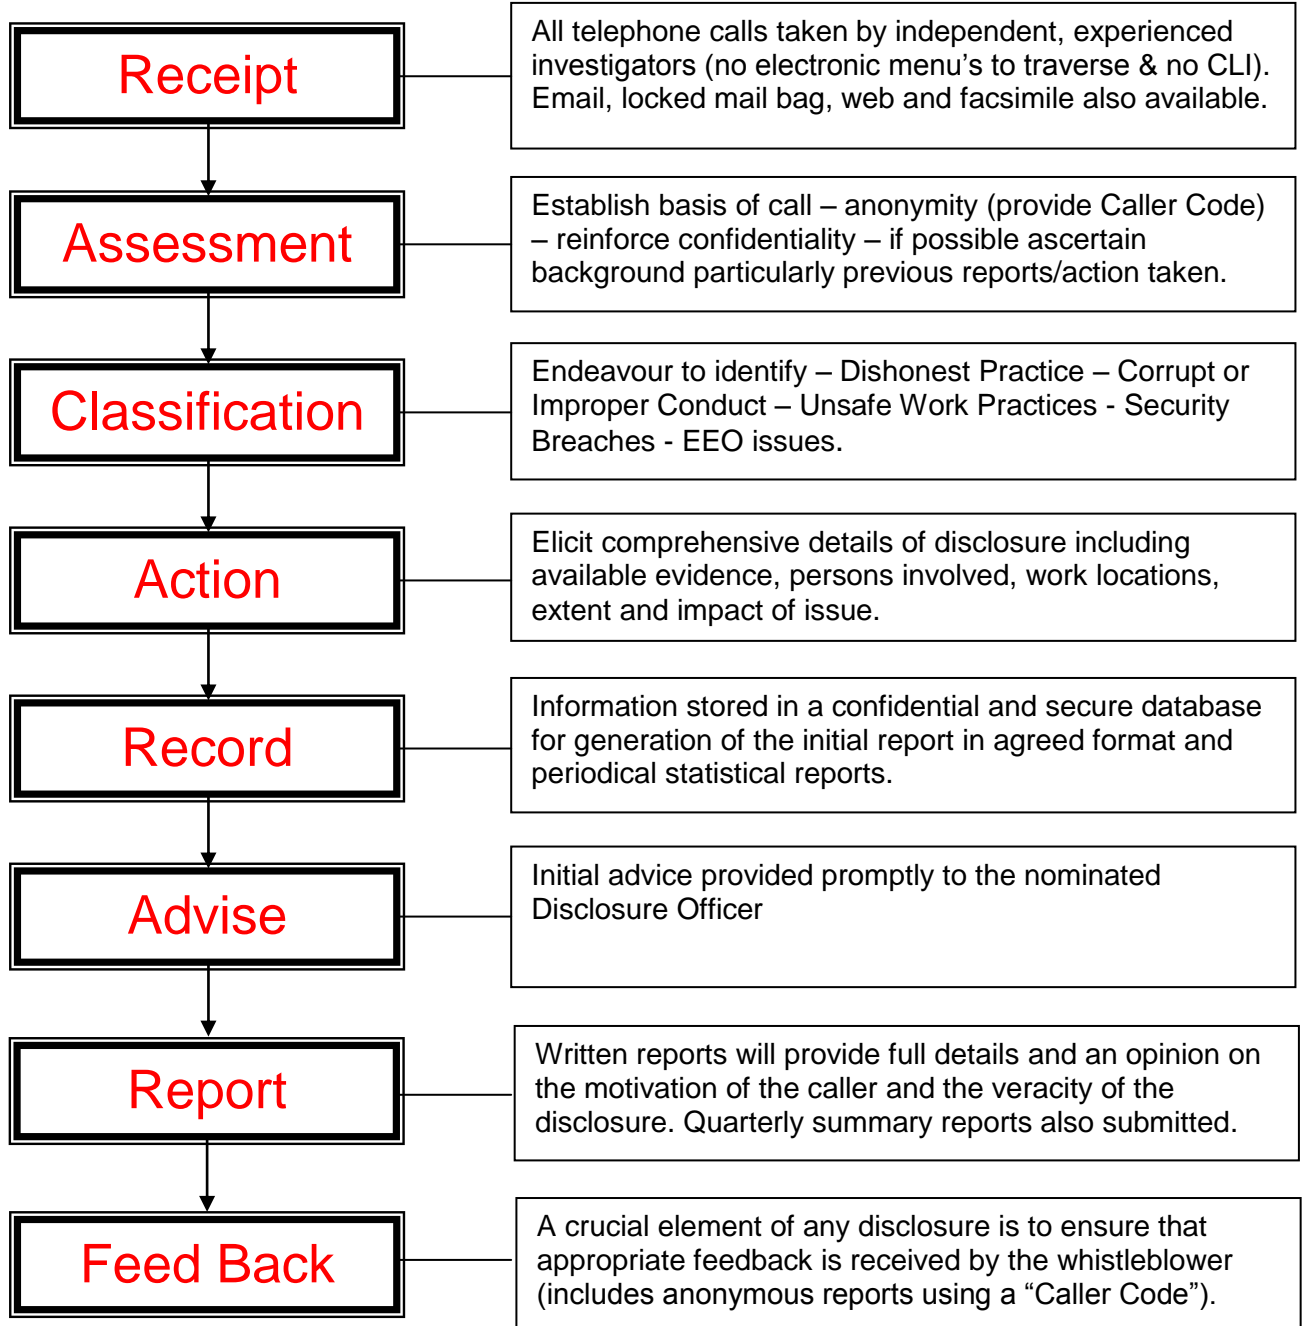 Receipt
All telephone calls taken by independent, experienced
investigators (no electronic menu's to traverse & no CLI).
Email, locked mail bag, web and facsimile also available.
Assessment
Establish basis of call – anonymity (provide Caller Code)
– reinforce confidentiality – if possible ascertain
background particularly previous reports/action taken.
Classification
Endeavour to identify – Dishonest Practice – Corrupt or
Improper Conduct – Unsafe Work Practices - Security
Breaches - EEO issues.
Action
Elicit comprehensive details of disclosure including
available evidence, persons involved, work locations,
extent and impact of issue.
Record
Information stored in a confidential and secure database
for generation of the initial report in agreed format and
periodical statistical reports.
Advise
Initial advice provided promptly to the nominated
Disclosure Officer
Report
Written reports will provide full details and an opinion on
the motivation of the caller and the veracity of the
disclosure. Quarterly summary reports also submitted.
Feed Back
A crucial element of any disclosure is to ensure that
appropriate feedback is received by the whistleblower
(includes anonymous reports using a “Caller Code”).